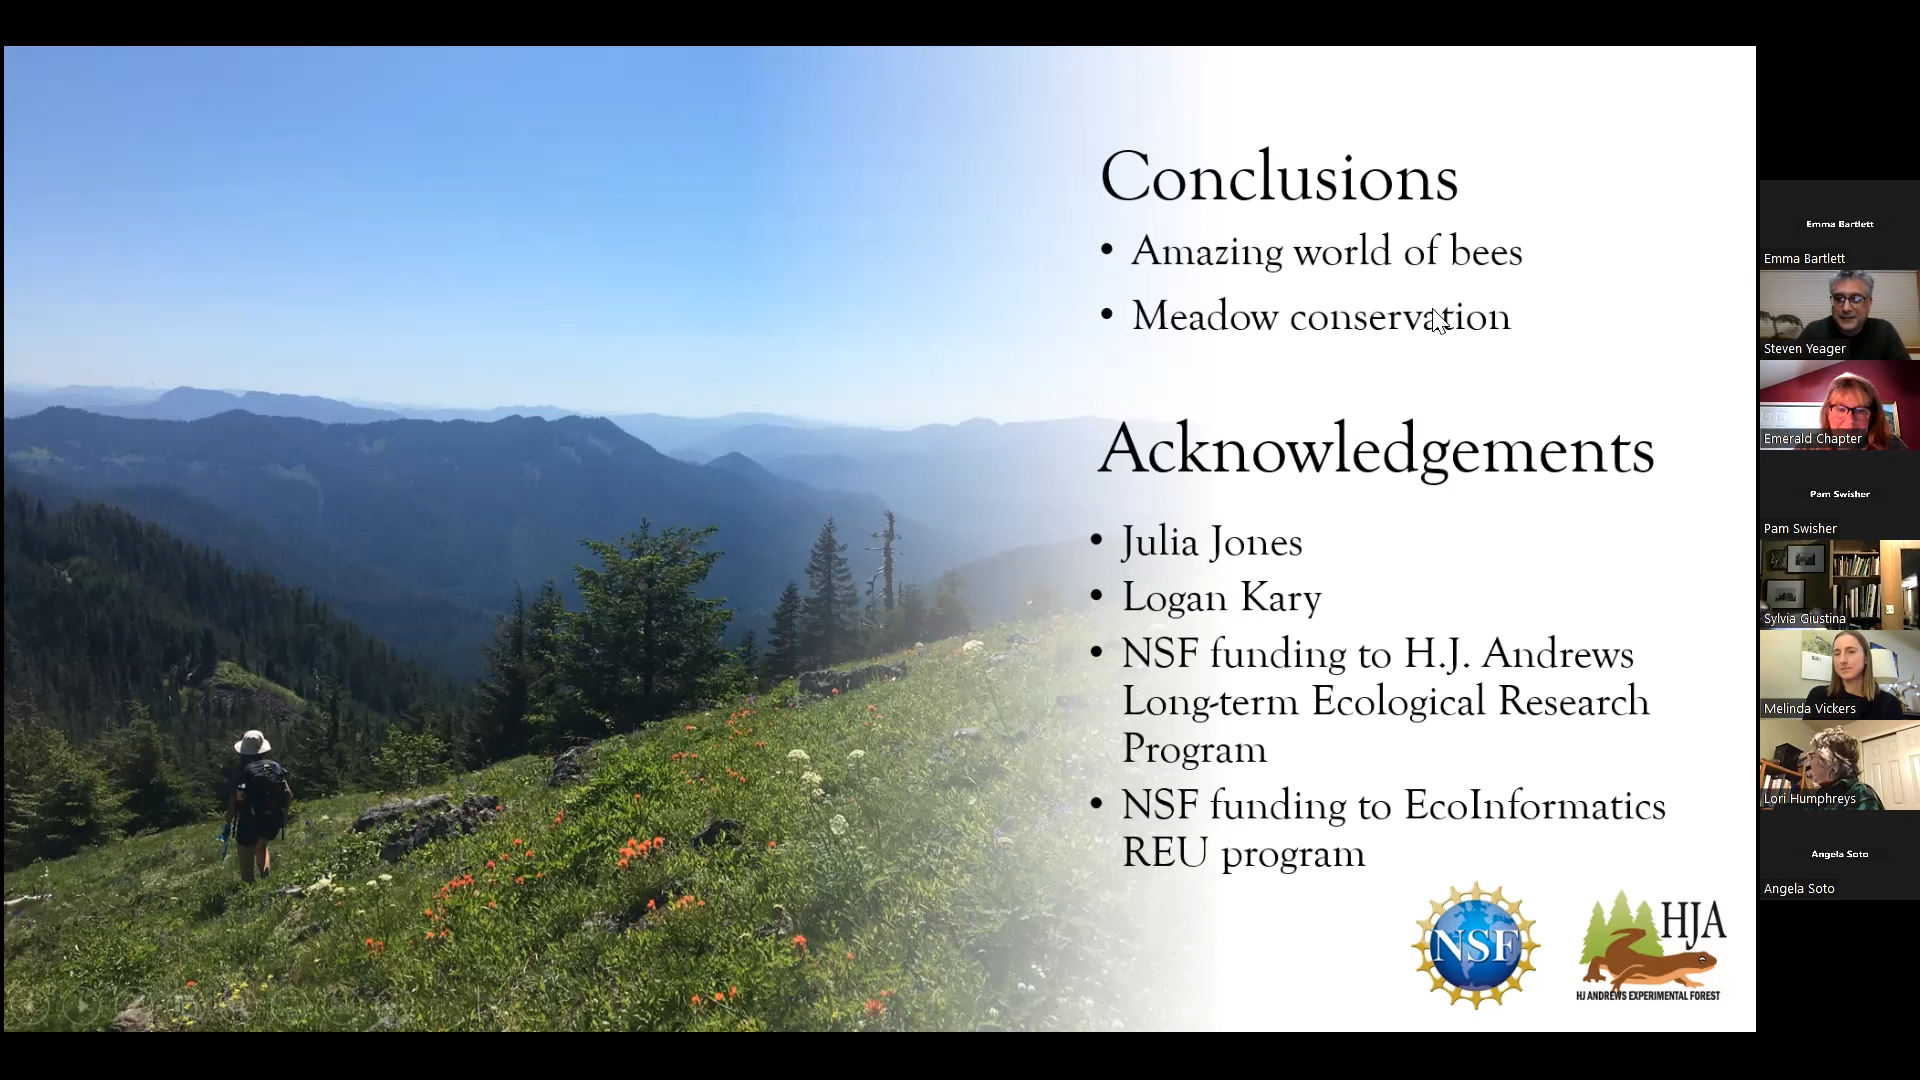 Conclusions
• Amazing world of bees
• Meadow conservation
Acknowledgements
• Julia Jones
• Logan Kary
• NSF funding to H.J. Andrews
Long-term Ecological Research
Program
• NSF funding to EcoInformatics
REU program
NSF
HJA
HJ ANDREWS EXPERIMENTAL FOREST
Emma Bartlett
Emma Bartlett
Steven Yeager
Emerald Chapter
Pam Swisher
Pam Swisher
Sylvia Giustina
Melinda Vickers
Lori Humphreys
Angela Soto
Angela Soto